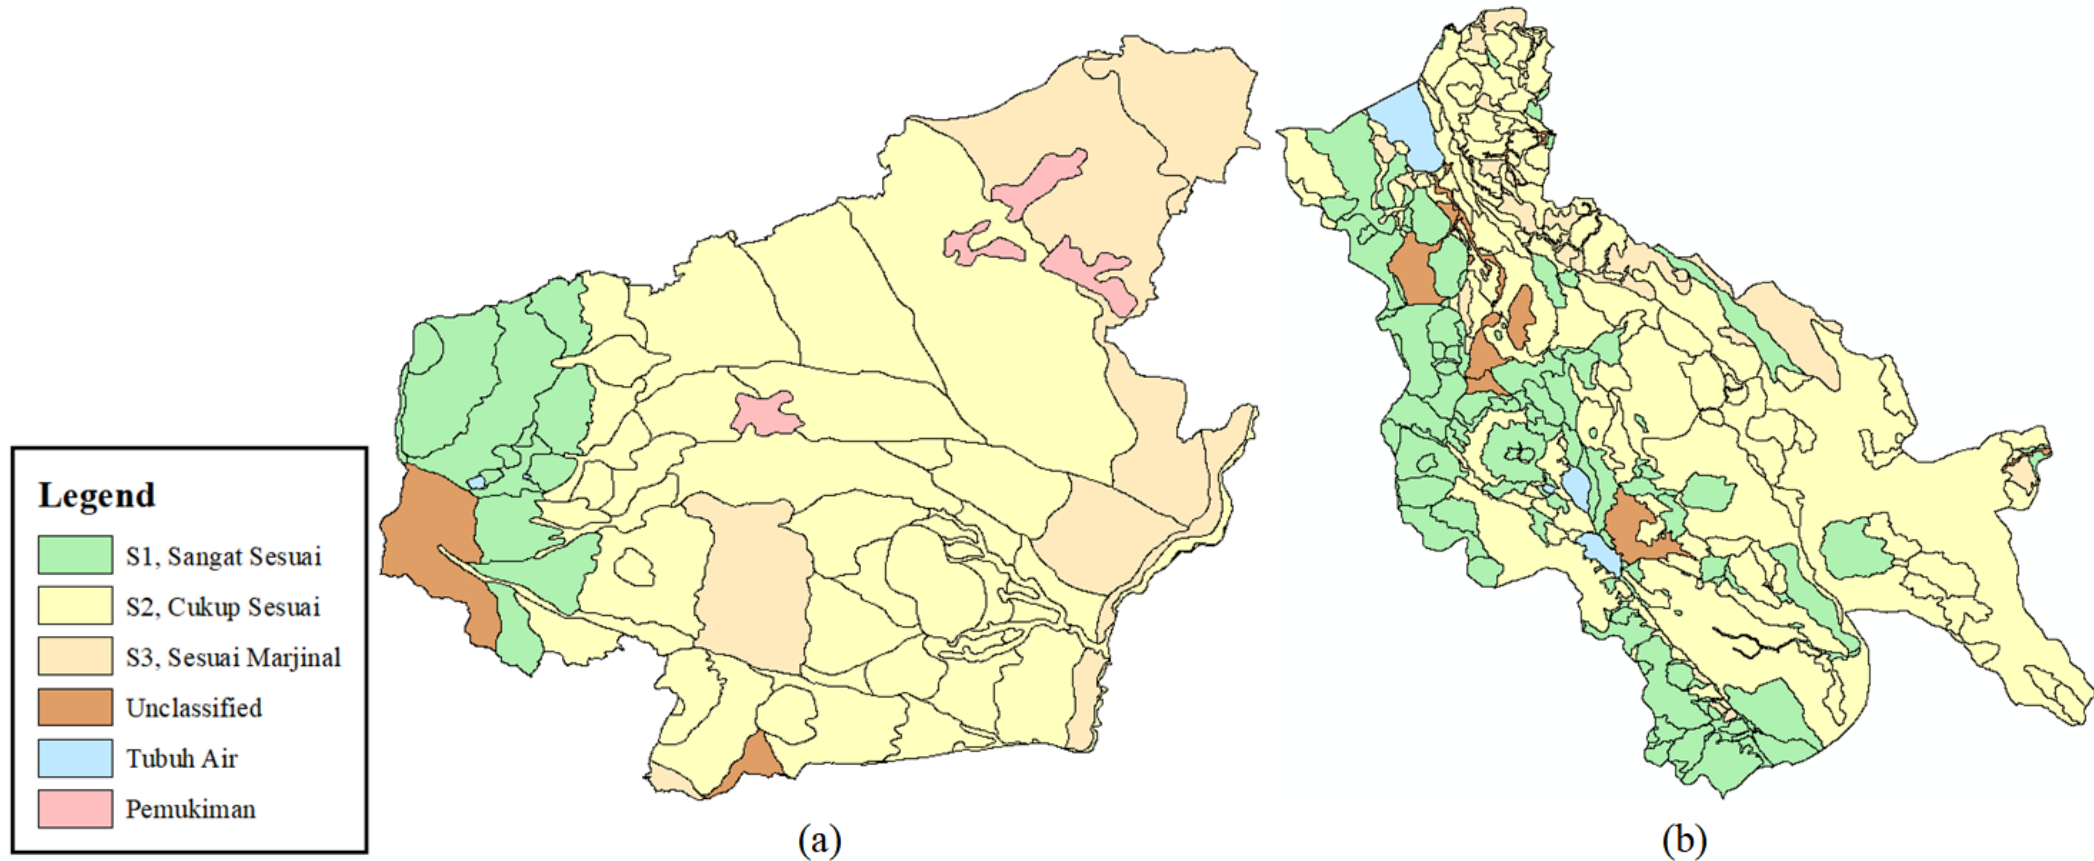 Legend
S1, Sangat Sesuai
S2, Cukup Sesuai
S3, Sesuai Marjinal
Unclassified
Tubuh Air
Pemukiman
(a)
(b)